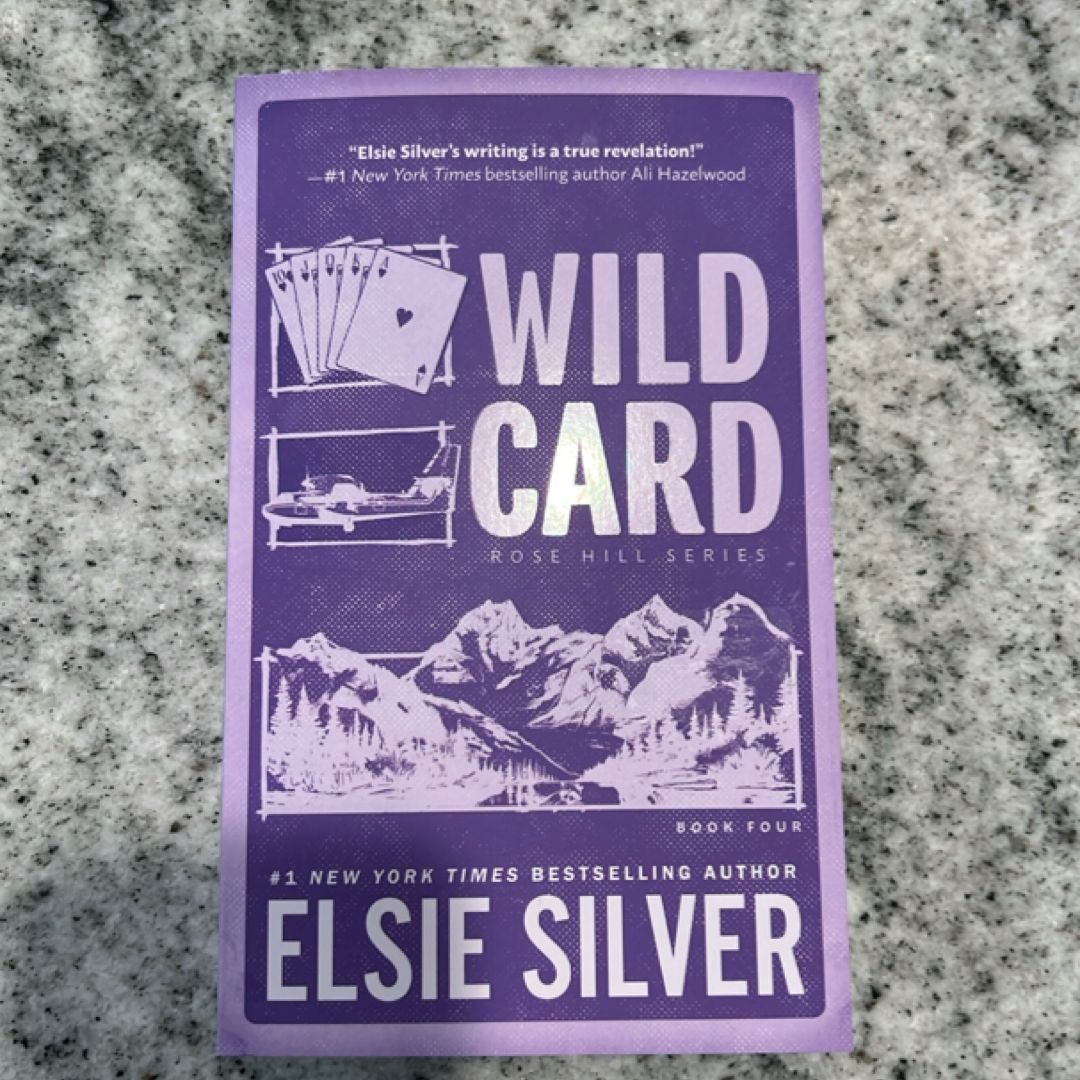 “Elsie Silver’s writing is a true revelation!”
—#1 New York Times bestselling author Ali Hazelwood
10 J Q K A
WILD
CARD
ROSE HILL SERIES
BOOK FOUR
#1 NEW YORK TIMES BESTSELLING AUTHOR
ELSIE SILVER